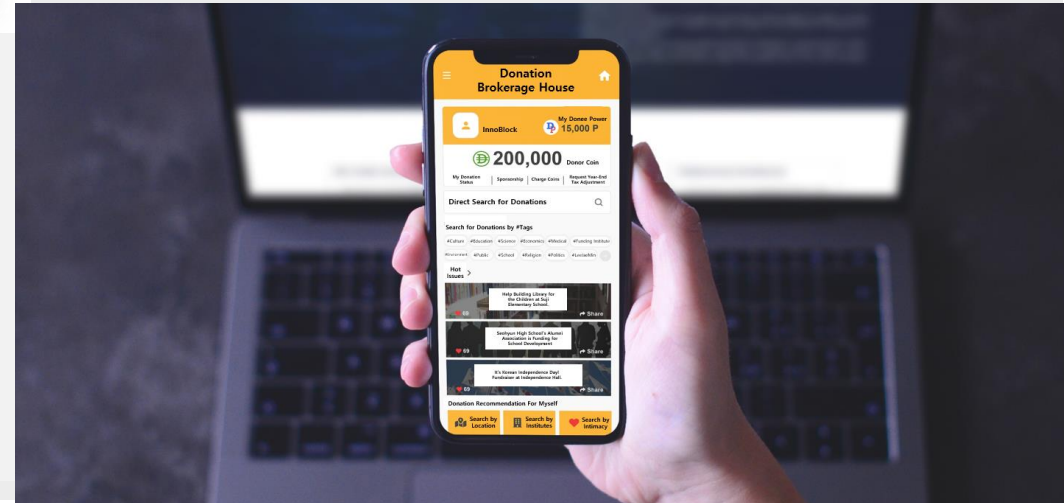 Donation
Brokerage House
My Donee Power
InnoBlock
15,000 P
200,000 Donor Coin
My Donation Status | Sponsorship | Charge Coins | Request Year-End Tax Adjustment
Direct Search for Donations
Search for Donations by #Tags
#Culture #Education #Science #Economics #Medical #Funding Institute
#Public #School #Religion #Politics
Hot
Issues >
Help Building Library for
the Children at Suji
Elementary School.
69 Share
Seohyun High School's Alumni
Association is Funding for
School Development
69 Share
It's Korean Independence Day!
Fundraiser at Independence Hall.
69 Share
Donation Recommendation For Myself
Search by Location
Search by Institutes
Search by Intimacy